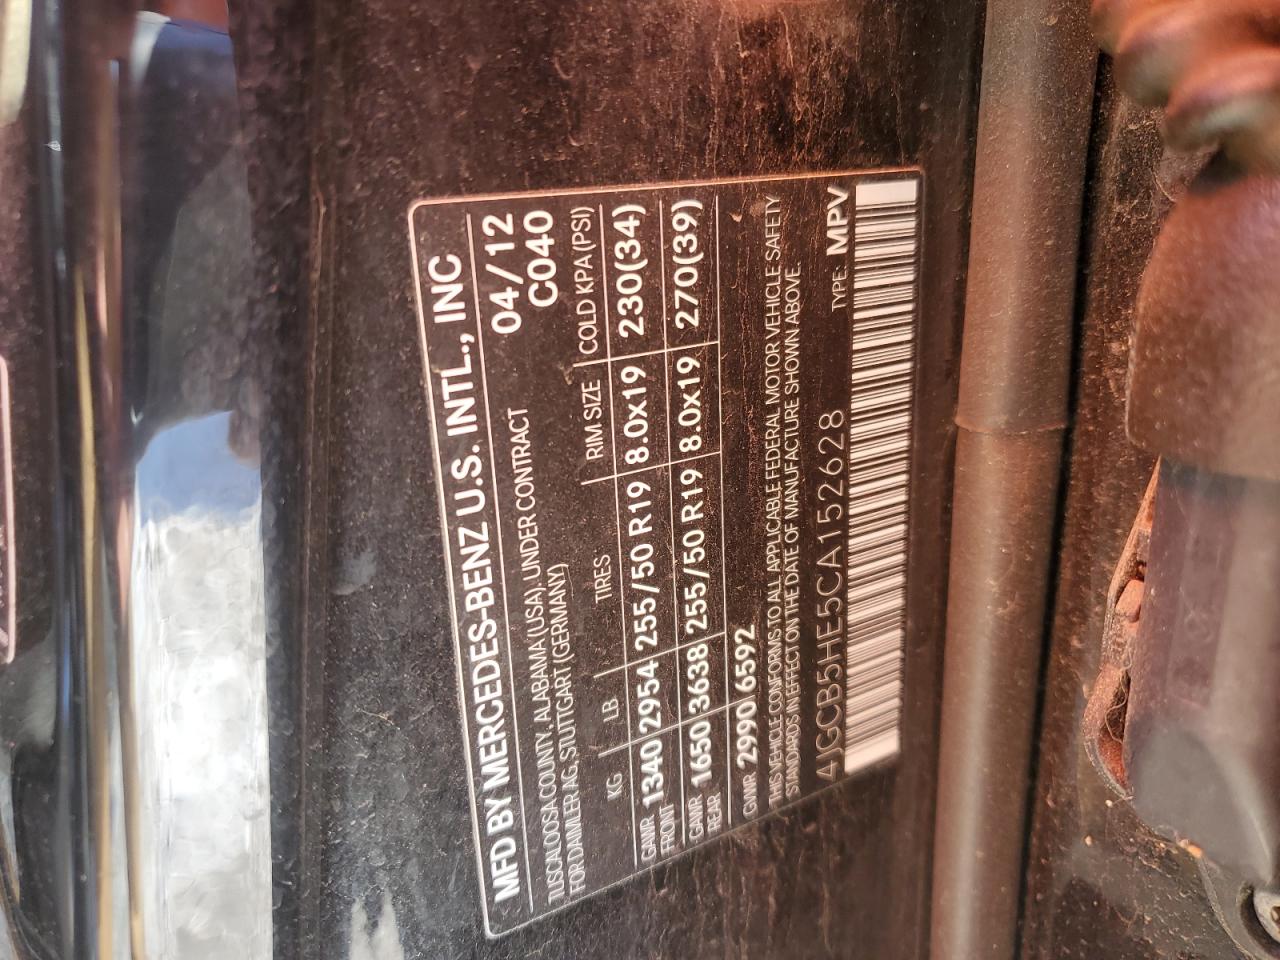 MFD BY MERCEDES-BENZ U.S. INTL., INC
TUSCALOOSA COUNTY, ALABAMA (USA), UNDER CONTRACT 04/12
FOR DAIMLER AG, STUTTGART (GERMANY) C040
KG LB TIRES RIM SIZE COLD KPA (PSI)
GAWR FRONT 1340 2954 255/50 R19 8.0x19 230(34)
GAWR REAR 1650 3638 255/50 R19 8.0x19 270(39)
GVWR 2990 6592
THIS VEHICLE CONFORMS TO ALL APPLICABLE FEDERAL MOTOR VEHICLE SAFETY
STANDARDS IN EFFECT ON THE DATE OF MANUFACTURE SHOWN ABOVE.
4JGCB5HE5CA152628 TYPE: MPV